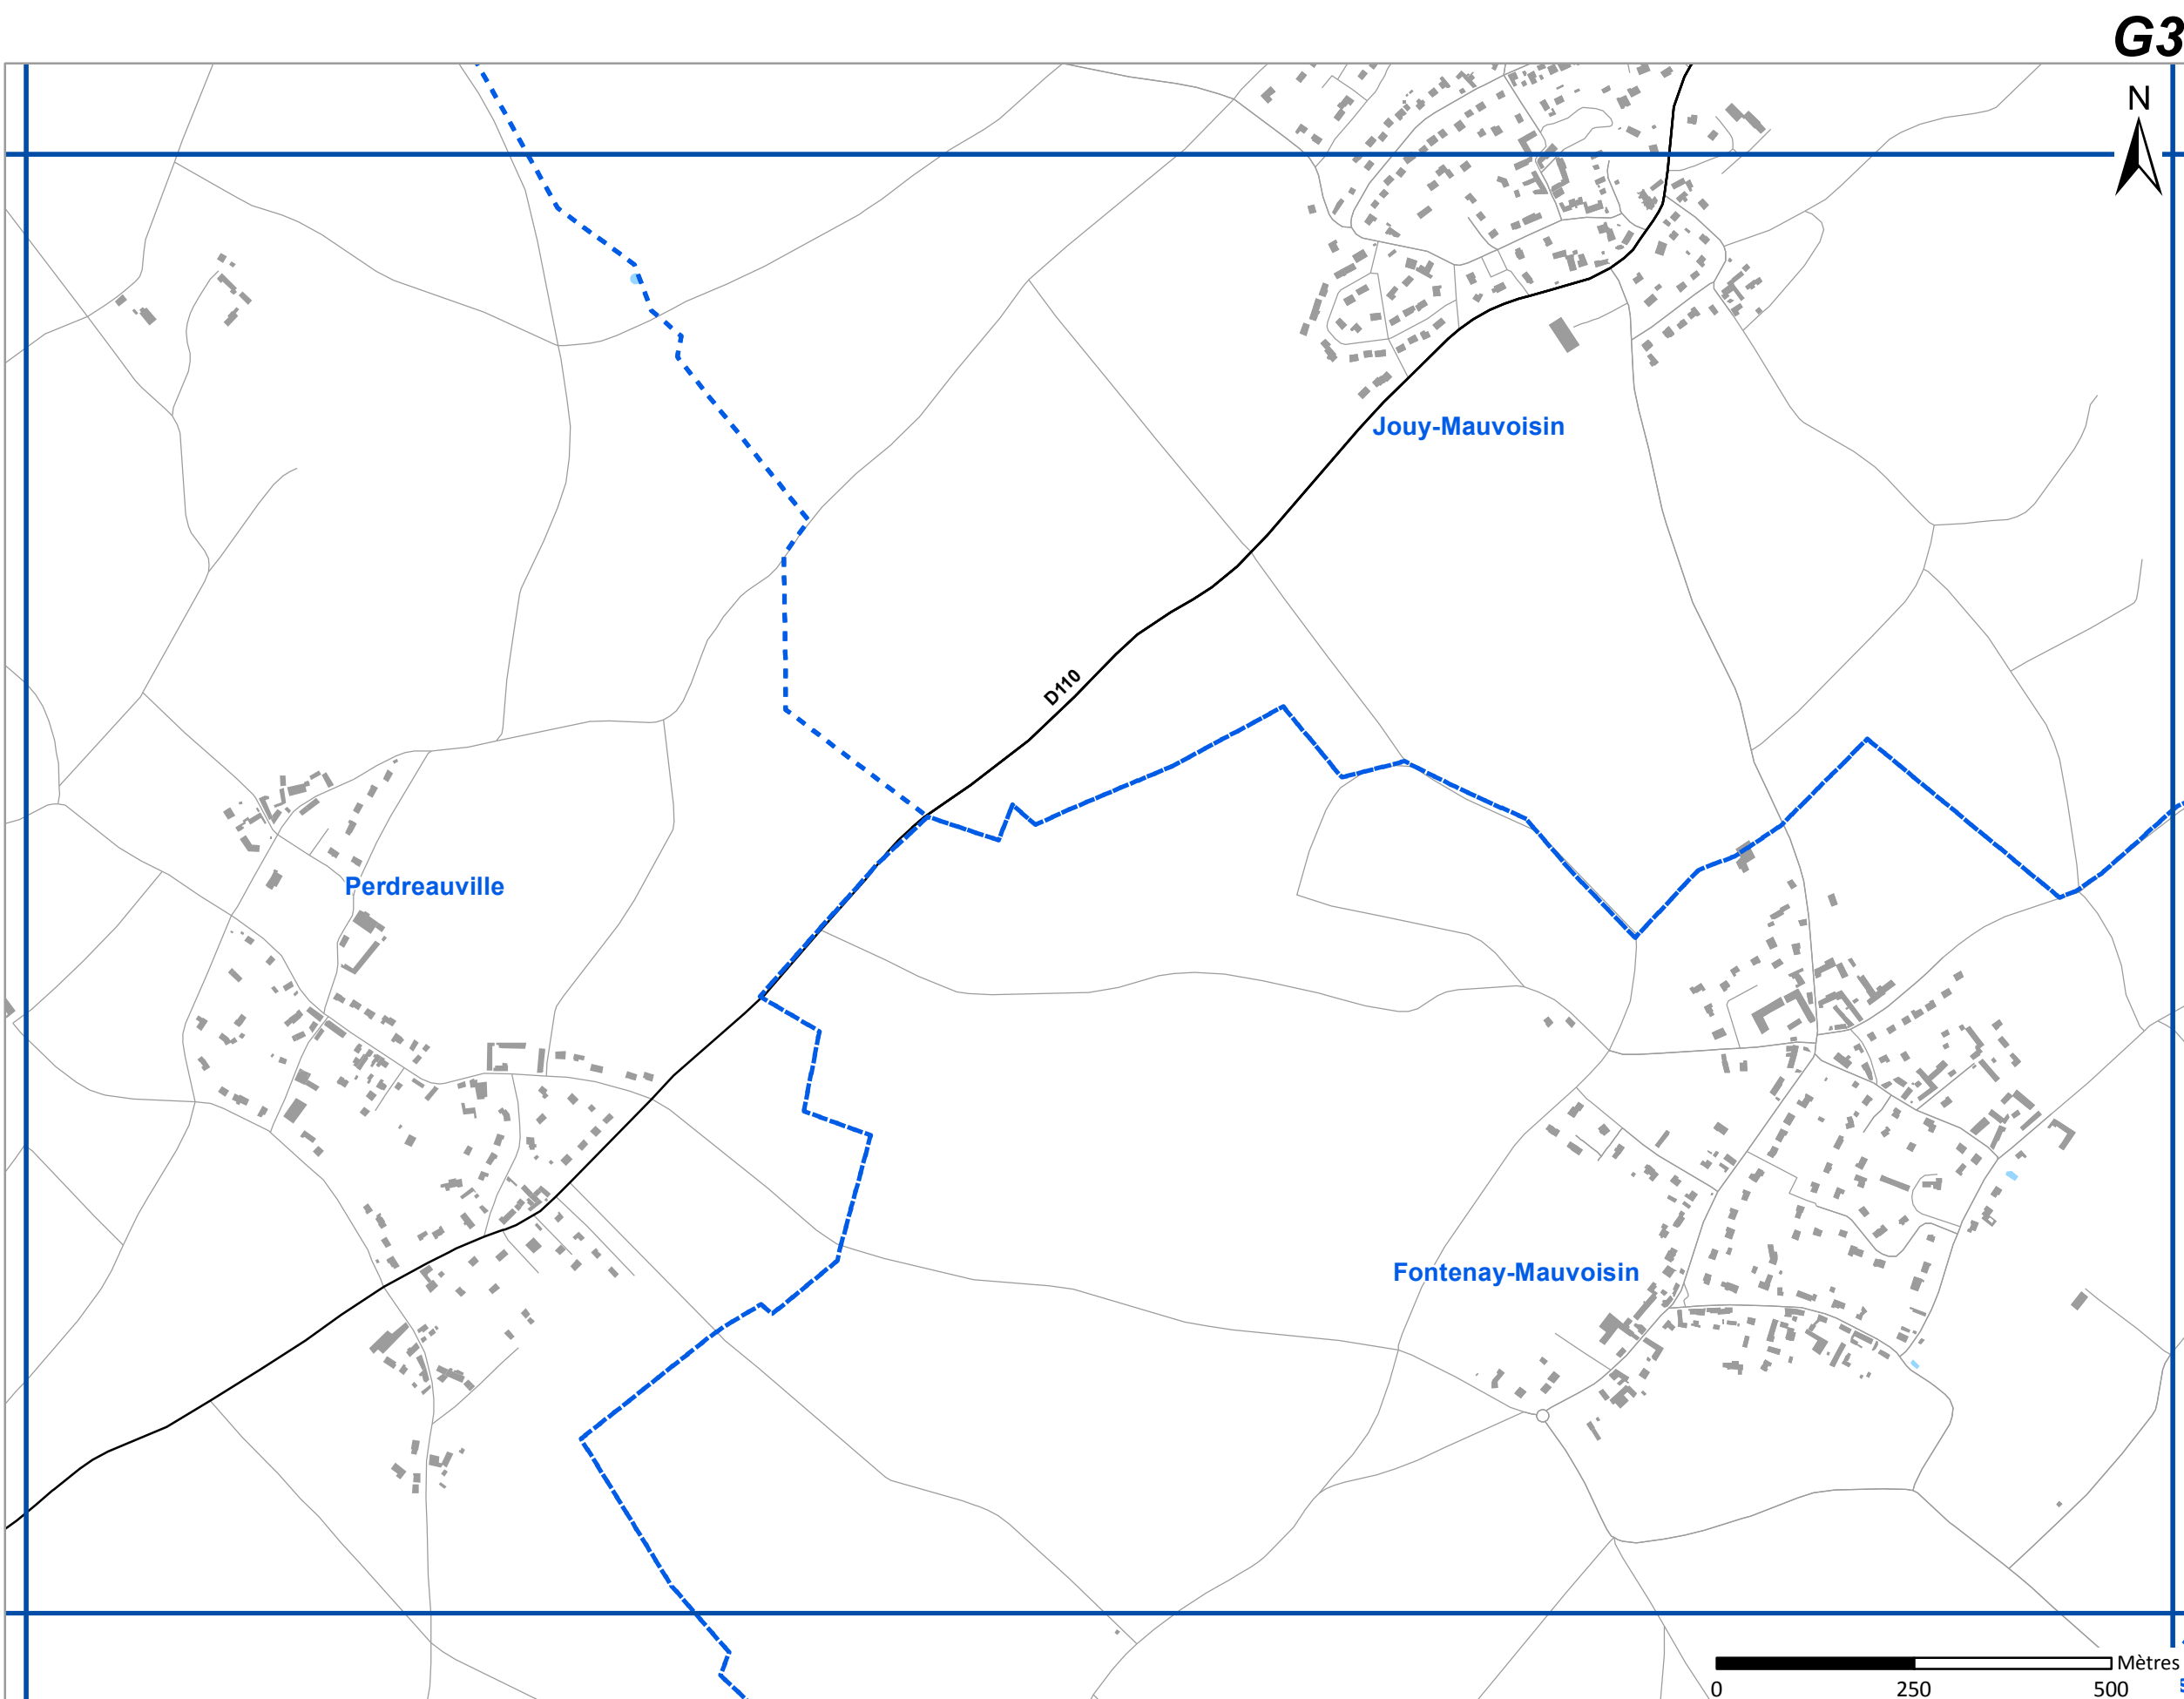 G3
N
Jouy-Mauvoisin
D110
Perdreauville
Fontenay-Mauvoisin
Mètres
0 250 500